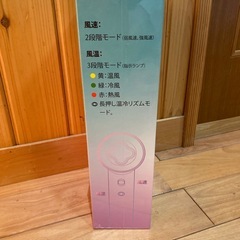 風速:
2段階モード(弱風速、強風速)
風温:
3段階モード(指示ランプ)
黄:温風
緑:冷風
赤:熱風
長押し温冷リズムモ
ード。
風速